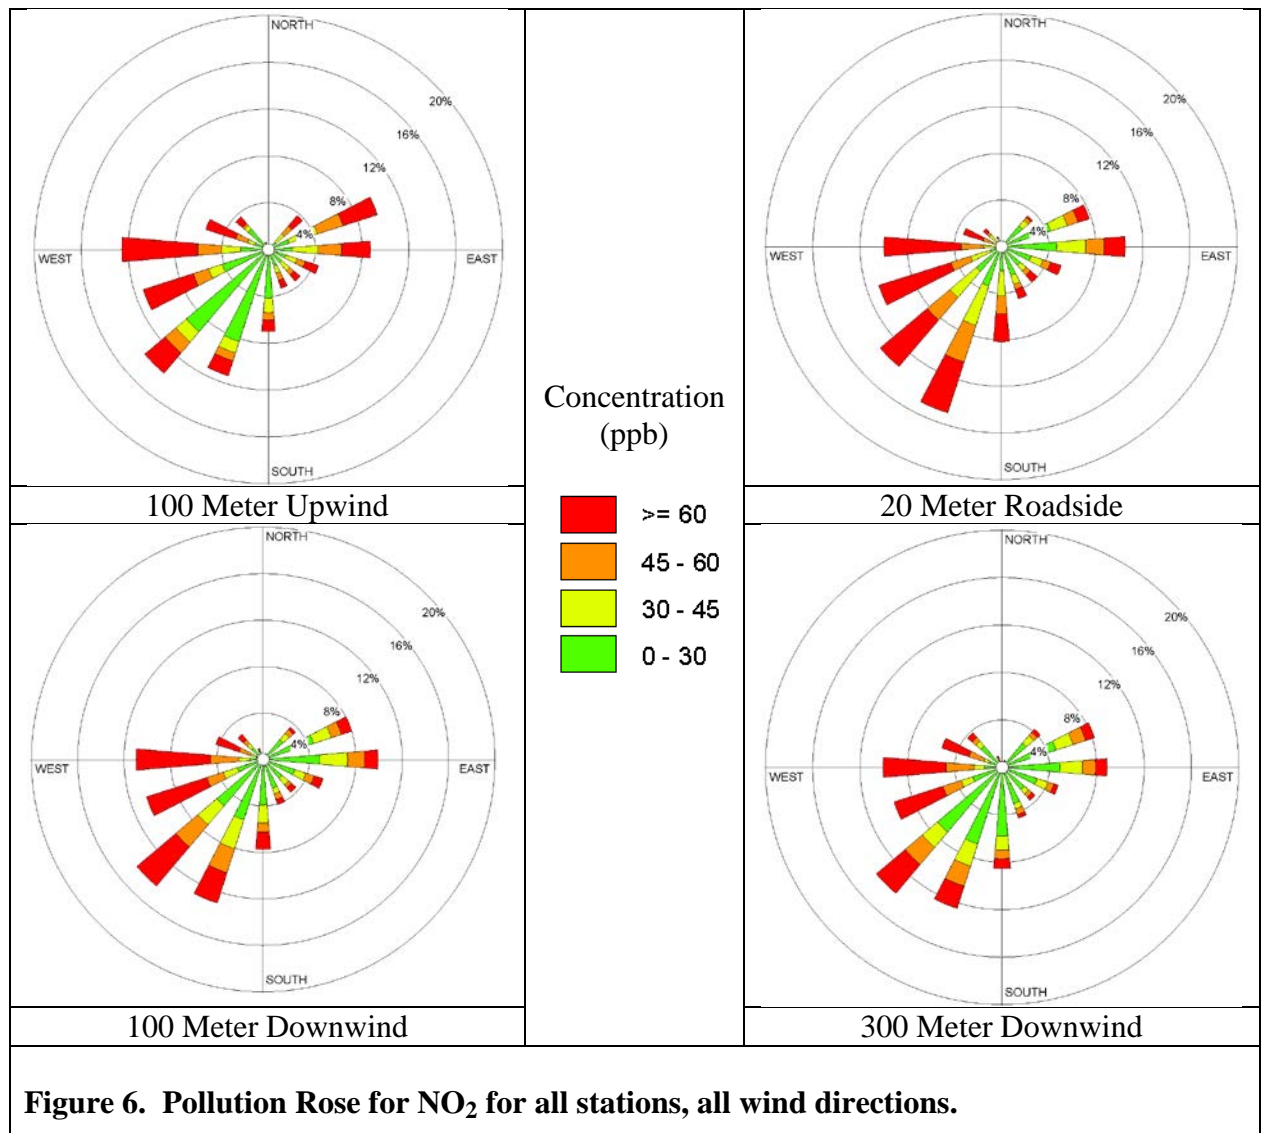 NORTH
20%
16%
12%
8%
4%
WEST
EAST
SOUTH
100 Meter Upwind
Concentration
(ppb)
>= 60
45 - 60
30 - 45
0 - 30
NORTH
20%
16%
12%
8%
4%
WEST
EAST
SOUTH
20 Meter Roadside
NORTH
20%
16%
12%
8%
4%
WEST
EAST
SOUTH
100 Meter Downwind
NORTH
20%
16%
12%
8%
4%
WEST
EAST
SOUTH
300 Meter Downwind
Figure 6. Pollution Rose for NO2 for all stations, all wind directions.